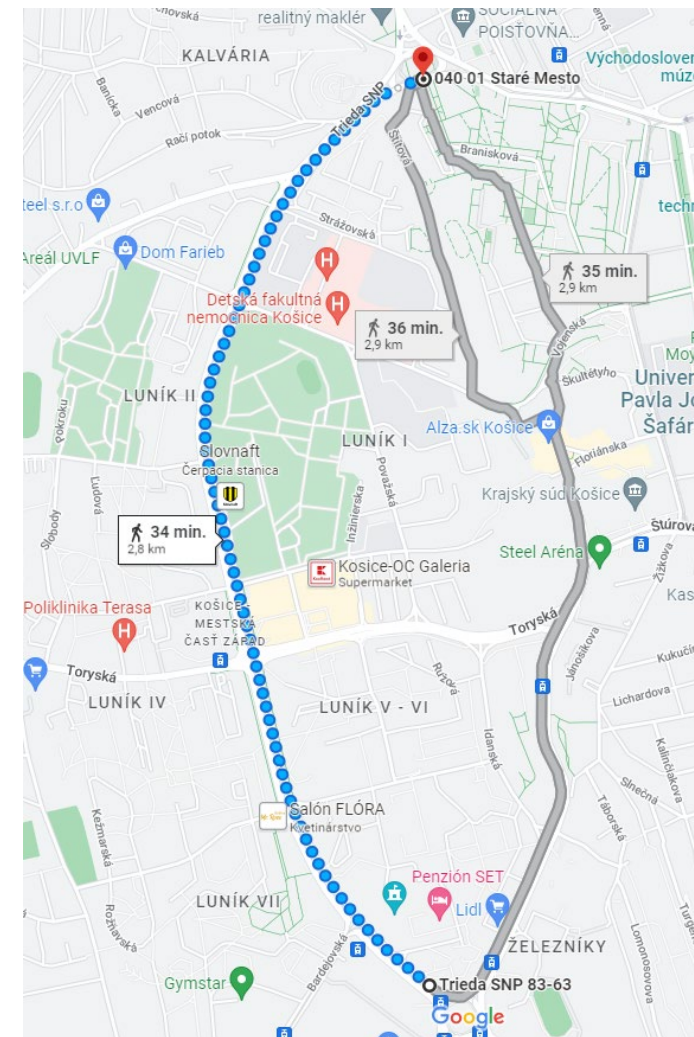 realitný maklér
SOCIÁLNA
POISŤOVŇA...
KALVÁRIA
Východosloven
múze
040 01 Staré Mesto
Banícka
Vencová
Trieda SNP
Račí potok
Štítová
Branisková
techn
teel s.r.o
Strážovská
Areál UVLF
Dom Farieb
35 min.
2,9 km
Detská fakultná
nemocnica Košice
36 min.
2,9 km
Vojenská
Moy
Škultétyho
Univer
Pavla Jo
Šafár
LUNÍK II
Pokroku
Alza.sk Košice
LUNÍK I
Floriánska
Slovnaft
Čerpacia stanica
Považská
Ľudová
Krajský súd Košice
Slobody
Inžinierska
34 min.
2,8 km
Štúrova
Steel Aréna
Žižkova
Kosice-OC Galeria
Supermarket
Kas
Poliklinika Terasa
KOŠICE -
MESTSKÁ
ČASŤ ZÁPAD
Toryská
Jánošíkova
Kukučín
Toryská
Ružová
Lichardova
LUNÍK IV
LUNÍK V - VI
Idanská
Kalinčiakova
Slnečná
Salón FLÓRA
Kvetinárstvo
Táborská
Kežmarská
Penzión SET
LUNÍK VII
Lidl
Rožňavská
Bardejovská
ŽELEZNÍKY
Lomonosovova
Gymstar
Trieda SNP 83-63
Google